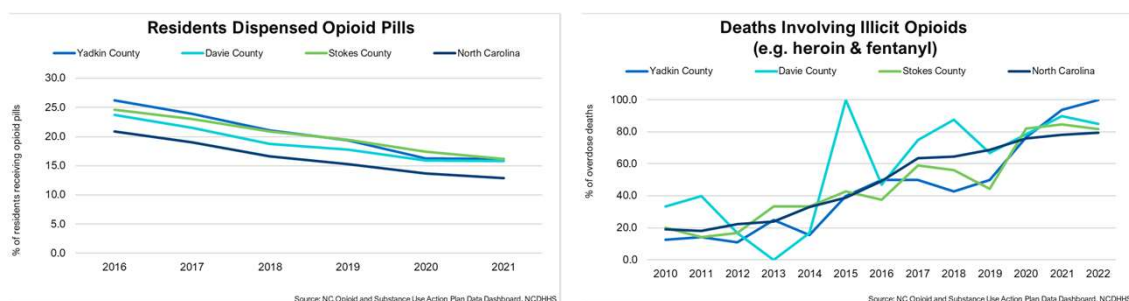 Residents Dispensed Opioid Pills
Yadkin County Davie County Stokes County North Carolina
% of residents receiving opioid pills
30.0
25.0
20.0
15.0
10.0
5.0
0.0
2016 2017 2018 2019 2020 2021
Source: NC Opioid and Substance Use Action Plan Data Dashboard, NCDHHS
Deaths Involving Illicit Opioids
(e.g. heroin & fentanyl)
Yadkin County Davie County Stokes County North Carolina
% of overdose deaths
100.0
80.0
60.0
40.0
20.0
0.0
2010 2011 2012 2013 2014 2015 2016 2017 2018 2019 2020 2021 2022
Source: NC Opioid and Substance Use Action Plan Data Dashboard, NCDHHS